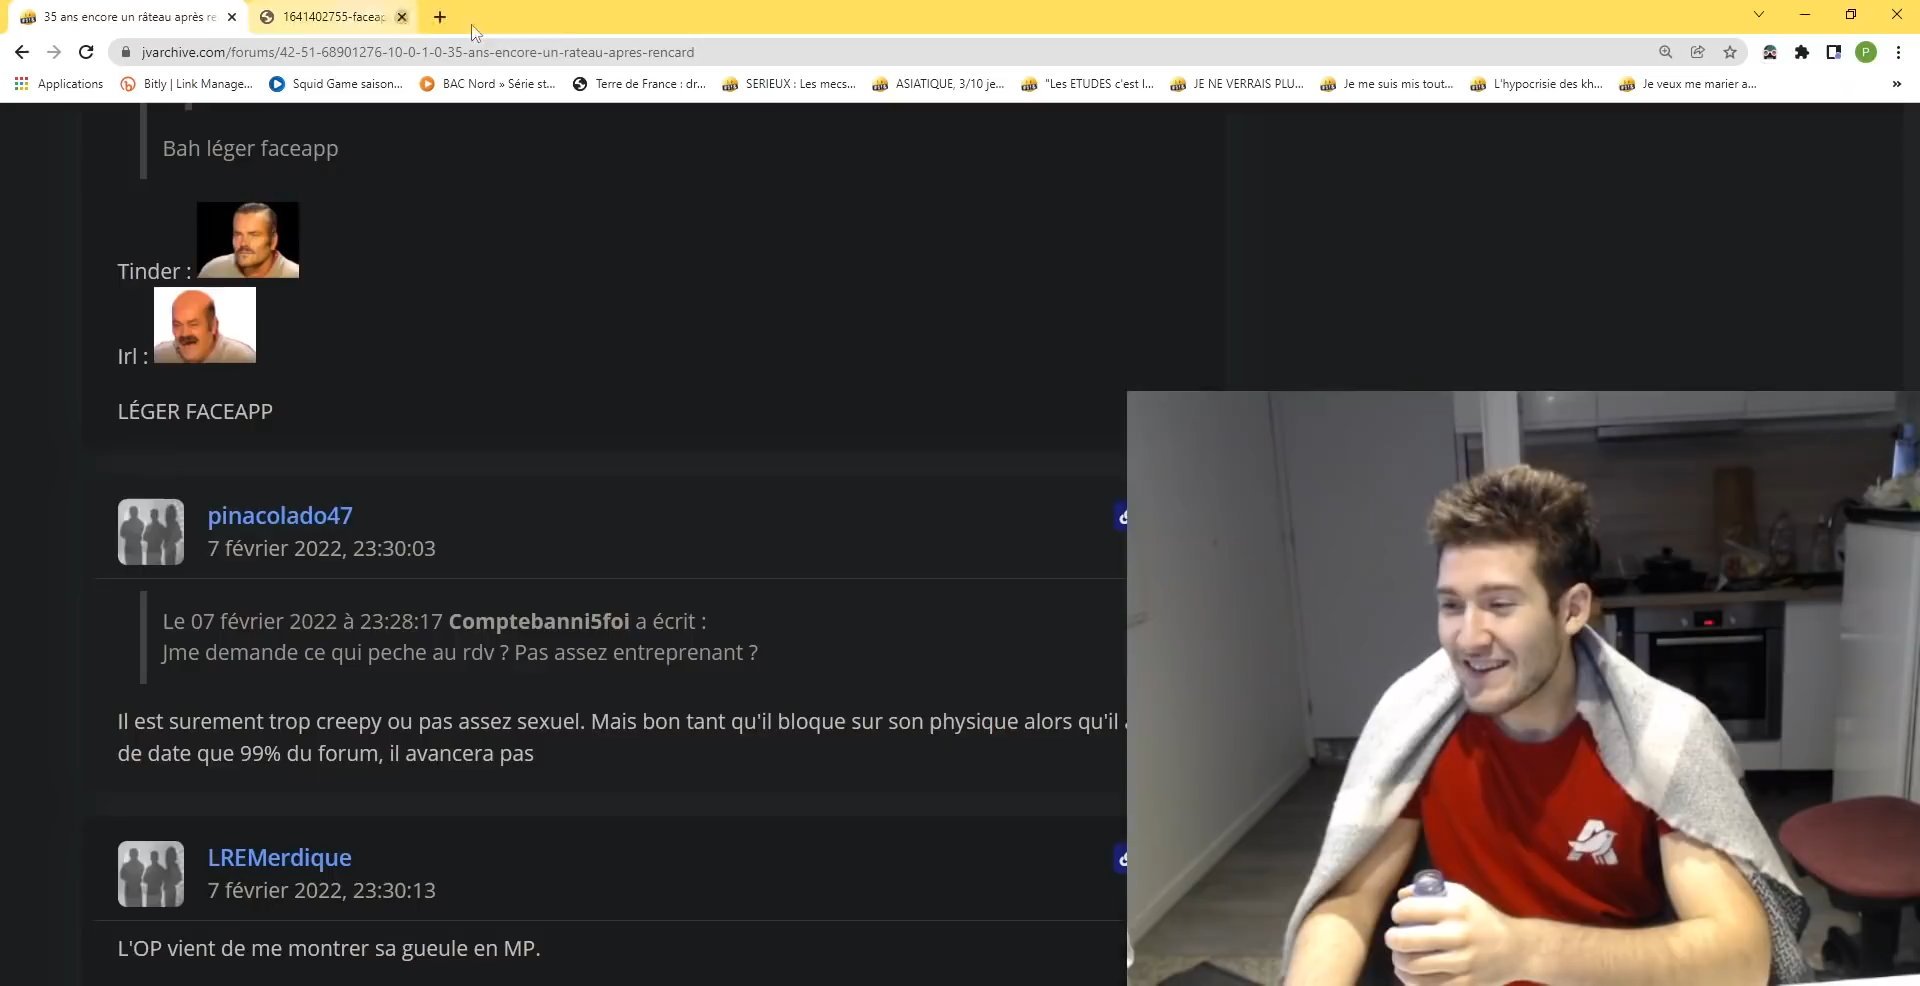 35 ans encore un râteau après re
1641402755-faceap
jvarchive.com/forums/42-51-68901276-10-0-1-0-35-ans-encore-un-rateau-apres-rencard
P
Applications
Bitly | Link Manage...
Squid Game saison...
BAC Nord » Série st...
Terre de France : dr...
SERIEUX : Les mecs...
ASIATIQUE, 3/10 je...
"Les ETUDES c'est l...
JE NE VERRAIS PLU...
Je me suis mis tout...
L'hypocrisie des kh...
Je veux me marier a...
»
Bah léger faceapp
Tinder :
Irl :
LÉGER FACEAPP
pinacolado47
7 février 2022, 23:30:03
Le 07 février 2022 à 23:28:17 Comptebanni5foi a écrit :
Jme demande ce qui peche au rdv ? Pas assez entreprenant ?
Il est surement trop creepy ou pas assez sexuel. Mais bon tant qu'il bloque sur son physique alors qu'il
de date que 99% du forum, il avancera pas
LREMerdique
7 février 2022, 23:30:13
L'OP vient de me montrer sa gueule en MP.